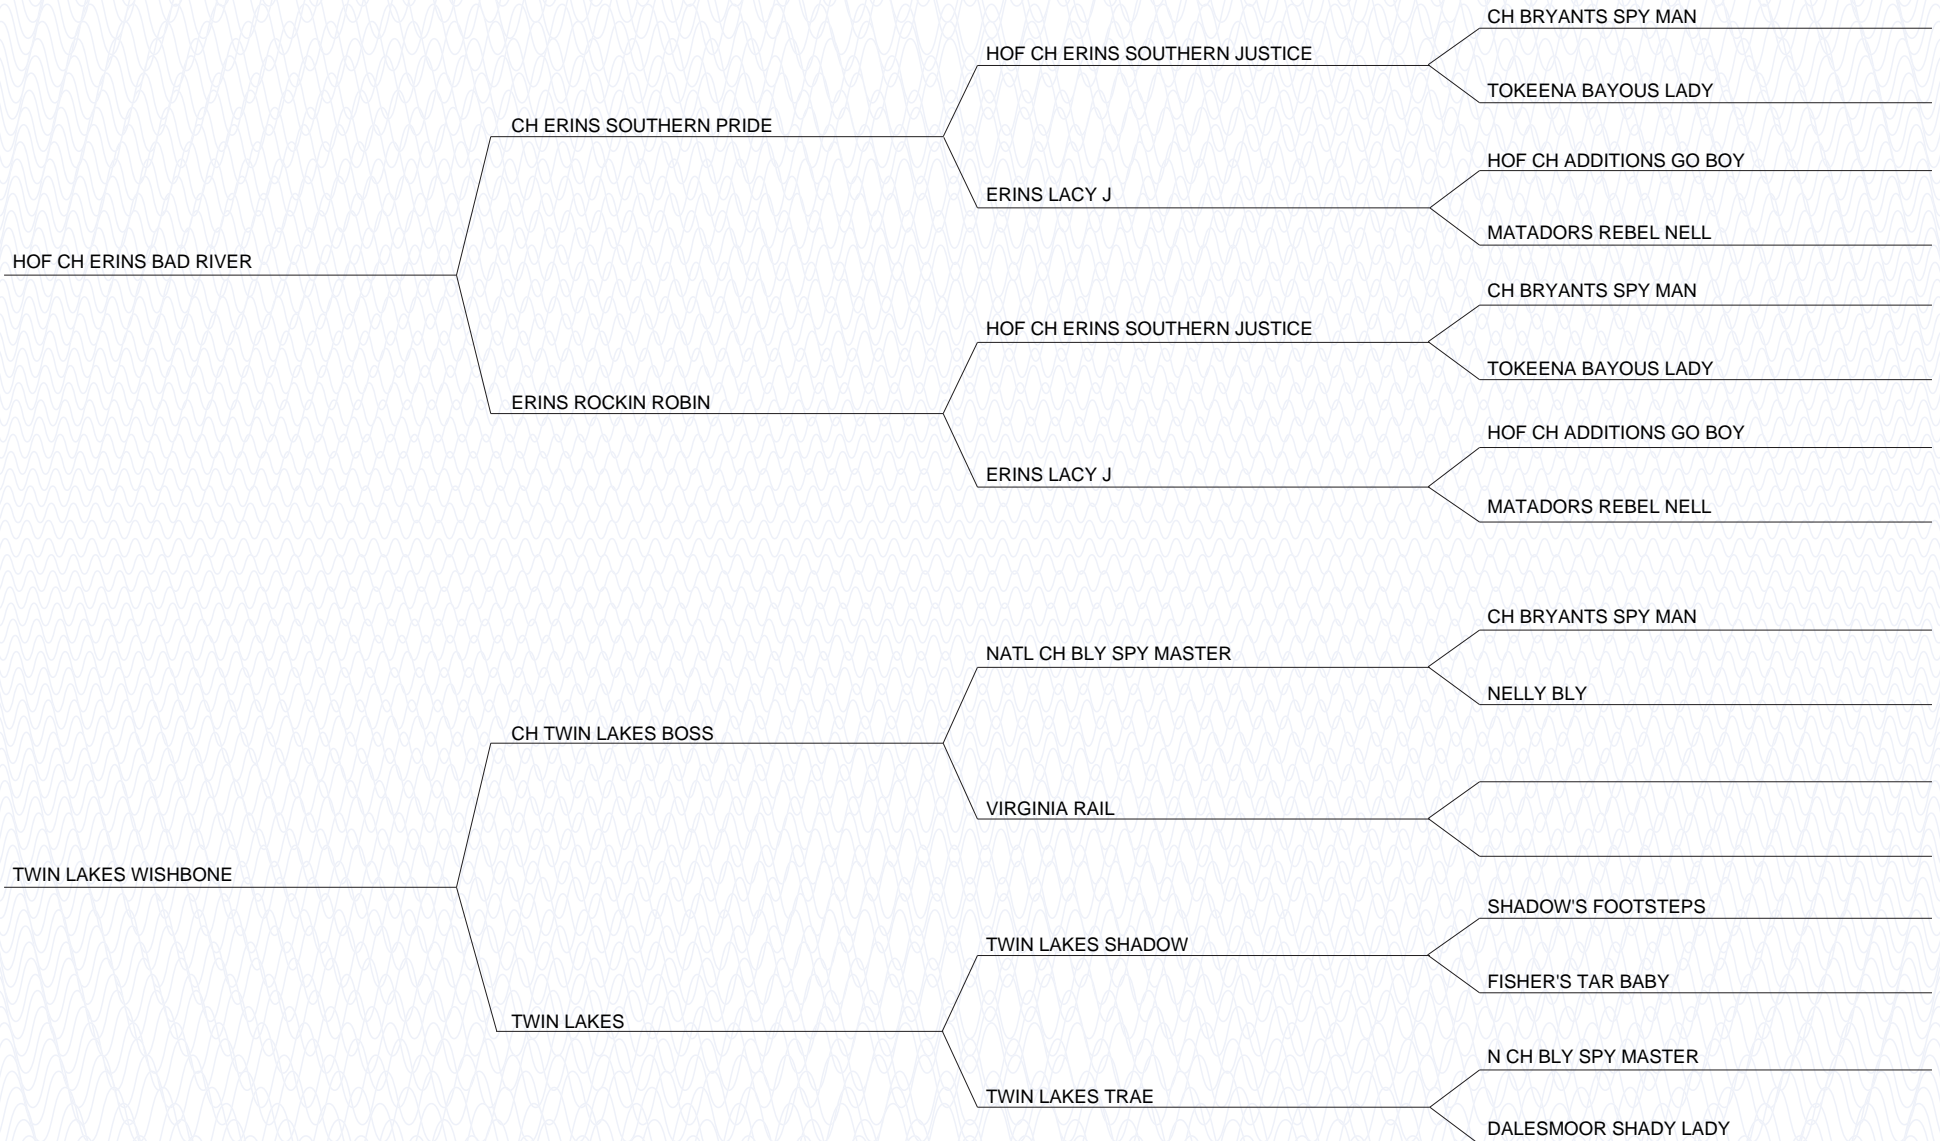 CH BRYANTS SPY MAN
HOF CH ERINS SOUTHERN JUSTICE
TOKEENA BAYOUS LADY
CH ERINS SOUTHERN PRIDE
HOF CH ADDITIONS GO BOY
ERINS LACY J
MATADORS REBEL NELL
HOF CH ERINS BAD RIVER
CH BRYANTS SPY MAN
HOF CH ERINS SOUTHERN JUSTICE
TOKEENA BAYOUS LADY
ERINS ROCKIN ROBIN
HOF CH ADDITIONS GO BOY
ERINS LACY J
MATADORS REBEL NELL
CH BRYANTS SPY MAN
NATL CH BLY SPY MASTER
NELLY BLY
CH TWIN LAKES BOSS
VIRGINIA RAIL
TWIN LAKES WISHBONE
SHADOW'S FOOTSTEPS
TWIN LAKES SHADOW
FISHER'S TAR BABY
TWIN LAKES
N CH BLY SPY MASTER
TWIN LAKES TRAE
DALESMOOR SHADY LADY